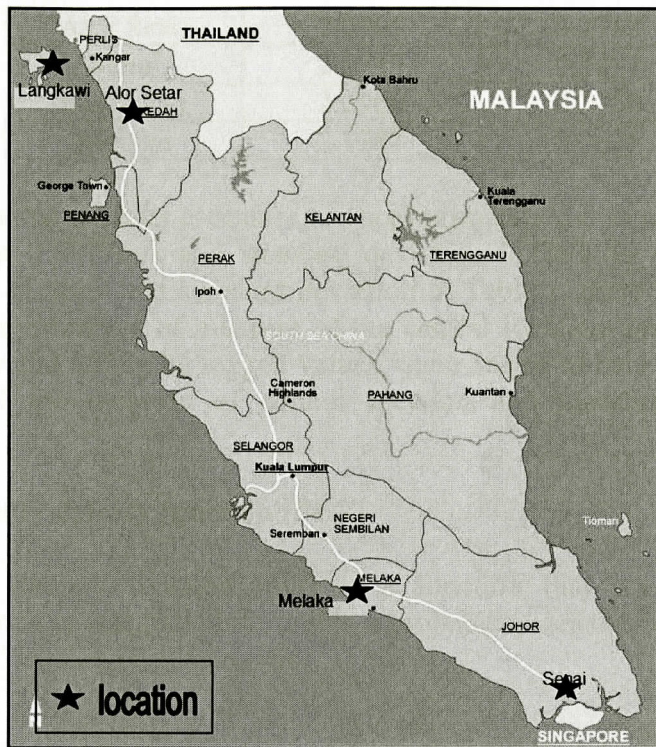 THAILAND
PERLIS
Kangar
Langkawi
Alor Setar
KEDAH
Kota Bahru
MALAYSIA
George Town
PENANG
Kuala
Terengganu
KELANTAN
PERAK
TERENGGANU
Ipoh
SOUTH SEA CHINA
Cameron
Highlands
PAHANG
Kuantan
SELANGOR
Kuala Lumpur
NEGERI
SEMBILAN
Seremban
Tioman
MELAKA
Melaka
JOHOR
Senai
location
SINGAPORE